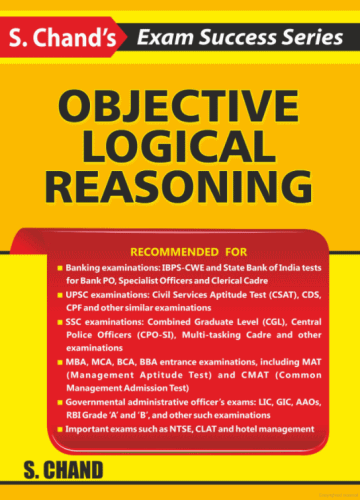 S. Chand's Exam Success Series
OBJECTIVE
LOGICAL
REASONING
RECOMMENDED FOR
Banking examinations: IBPS-CWE and State Bank of India tests
for Bank PO, Specialist Officers and Clerical Cadre
UPSC examinations: Civil Services Aptitude Test (CSAT), CDS,
CPF and other similar examinations
SSC examinations: Combined Graduate Level (CGL), Central
Police Officers (CPO-SI), Multi-tasking Cadre and other
examinations
MBA, MCA, BCA, BBA entrance examinations, including MAT
(Management Aptitude Test) and CMAT (Common
Management Admission Test)
Governmental administrative officer's exams: LIC, GIC, AAOs,
RBI Grade 'A' and 'B', and other such examinations
Important exams such as NTSE, CLAT and hotel management
S. CHAND